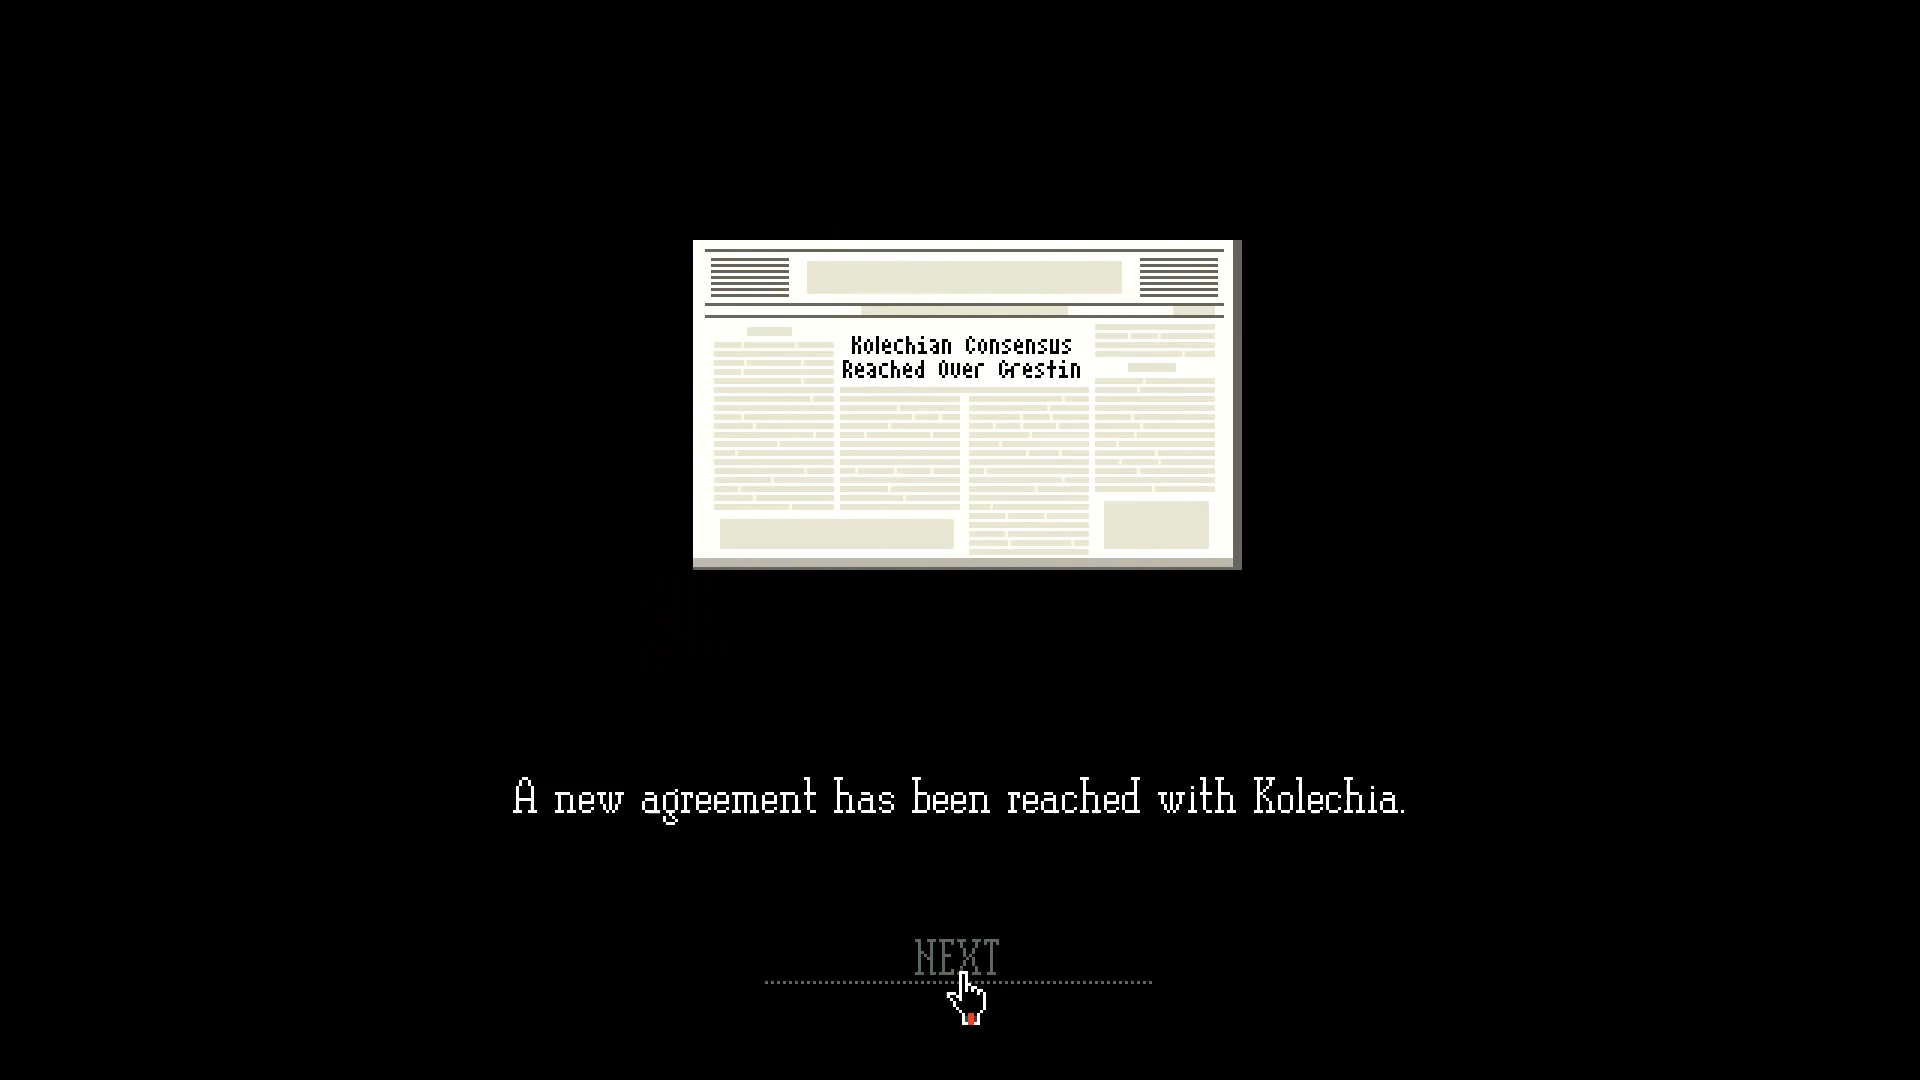 Kolechian Consensus
Reached Over Grestin
A new agreement has been reached with Kolechia.
NEXT